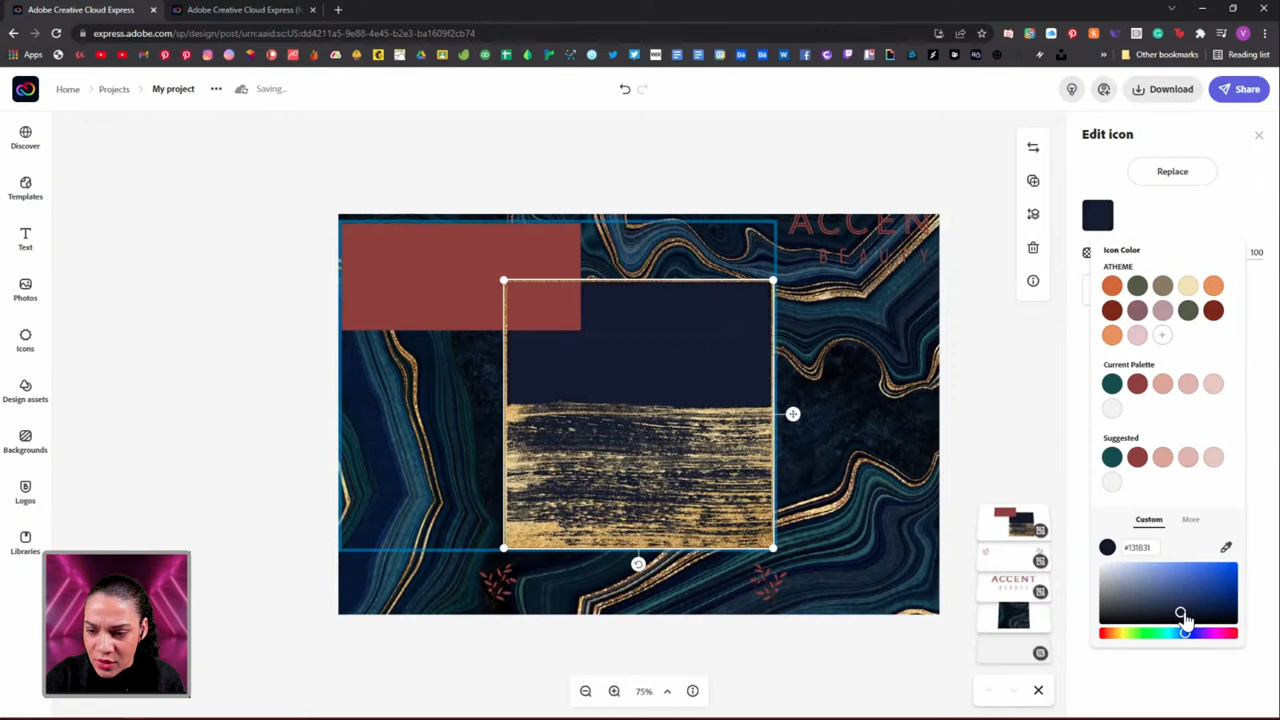 Adobe Creative Cloud Express
Adobe Creative Cloud Express (
express.adobe.com/sp/design/post/urn:aaid:sc:US:dd4211a5-9e88-4e45-b2e3-ba1609f2cb74
Apps
Other bookmarks
Reading list
Home
Projects
My project
Saving...
Download
Share
Discover
Templates
Text
Photos
Icons
Design assets
Backgrounds
Logos
Libraries
ACCENT
BEAUTY
ACCENT
BEAUTY
75%
Edit icon
Replace
100
Icon Color
ATHEME
Current Palette
Suggested
Custom
More
#131B31